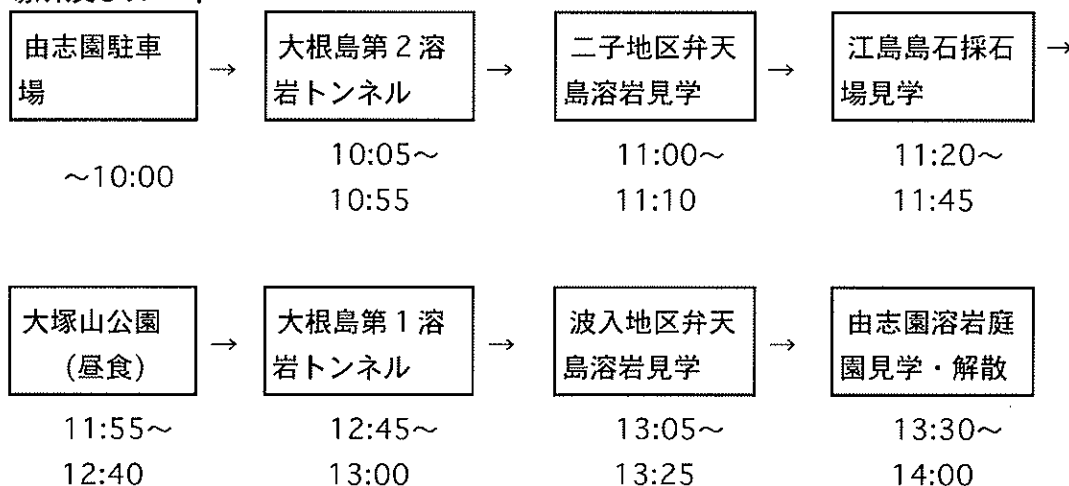 由志園駐車 → 大根島第2溶 → 二子地区弁天 → 江島島石採石 →
場 岩トンネル 島溶岩見学 場見学
～10:00 10:05～ 11:00～ 11:20～
10:55 11:10 11:45
大塚山公園 → 大根島第1溶 → 波入地区弁天 → 由志園溶岩庭
(昼食) 岩トンネル 島溶岩見学 園見学・解散
11:55～ 12:45～ 13:05～ 13:30～
12:40 13:00 13:25 14:00